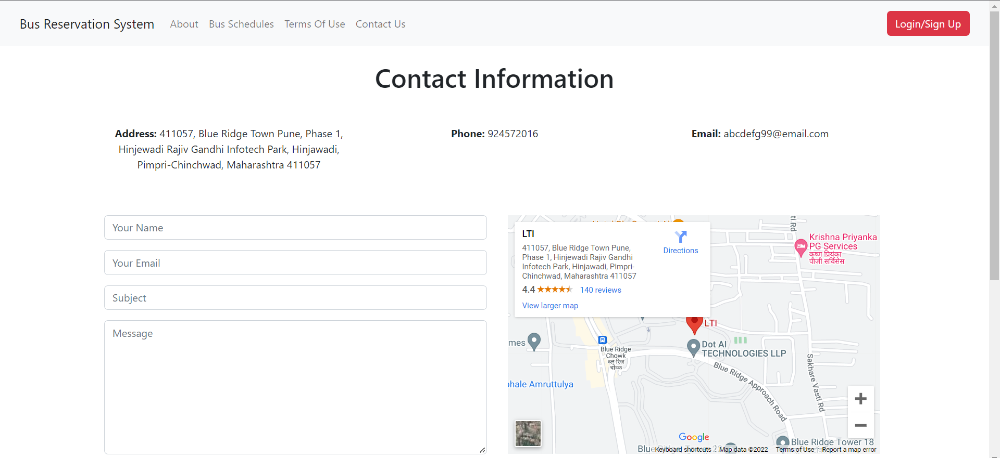 Bus Reservation System About Bus Schedules Terms Of Use Contact Us Login/Sign Up
Contact Information
Address: 411057, Blue Ridge Town Pune, Phase 1,
Hinjewadi Rajiv Gandhi Infotech Park, Hinjawadi,
Pimpri-Chinchwad, Maharashtra 411057
Phone: 924572016
Email: abcdefg99@email.com
Your Name
Your Email
Subject
Message
LTI
411057, Blue Ridge Town Pune,
Phase 1, Hinjewadi Rajiv Gandhi
Infotech Park, Hinjawadi, Pimpri-
Chinchwad, Maharashtra 411057
4.4 140 reviews
View larger map
Directions
ti Rd
Krishna Priyanka
PG Services
कृष्ण प्रियंका
पीजी सर्विसेस
LTI
mes
Blue Ridge
Chowk
ब्लू रिज
चोव्क
Dot AI
TECHNOLOGIES LLP
Blue Ridge Approach Road
Sakhare Vasti Rd
phale Amruttulya
Google
Blue Ridge Tower 18
Keyboard shortcuts Map data ©2022 Terms of Use Report a map error